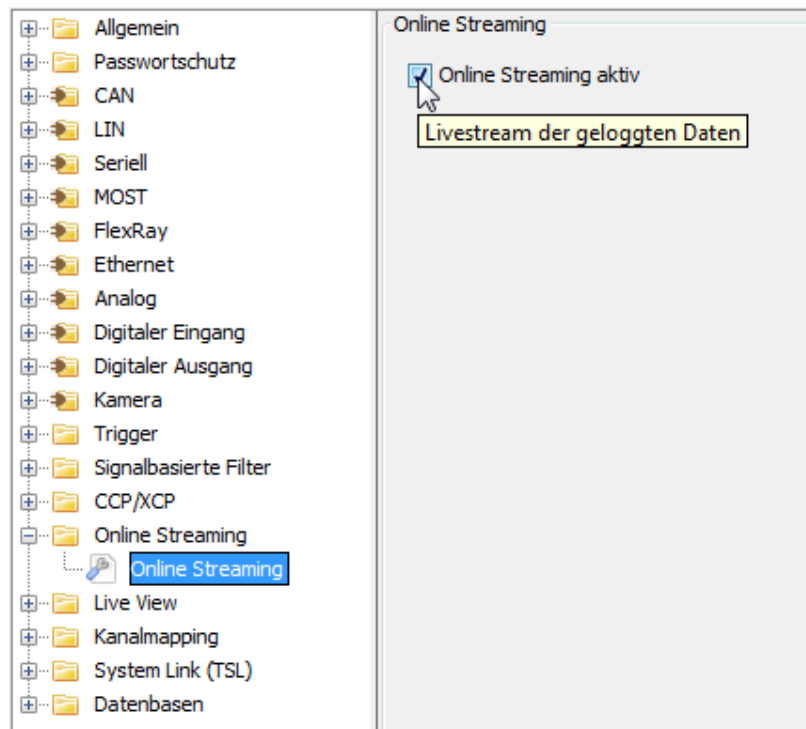 Allgemein
Passwortschutz
CAN
LIN
Seriell
MOST
FlexRay
Ethernet
Analog
Digitaler Eingang
Digitaler Ausgang
Kamera
Trigger
Signalbasierte Filter
CCP/XCP
Online Streaming
Online Streaming
Live View
Kanalmapping
System Link (TSL)
Datenbasen
Online Streaming
Online Streaming aktiv
Livestream der geloggten Daten